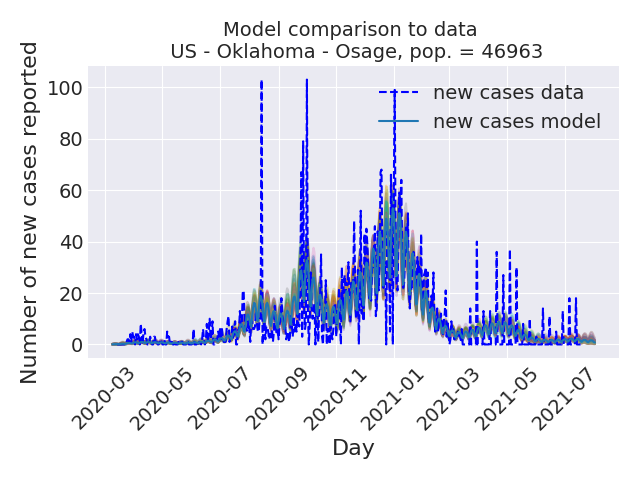 Model comparison to data
US - Oklahoma - Osage, pop. = 46963
Number of new cases reported
100
80
60
40
20
0
new cases data
new cases model
2020-03
2020-05
2020-07
2020-09
2020-11
2021-01
2021-03
2021-05
2021-07
Day